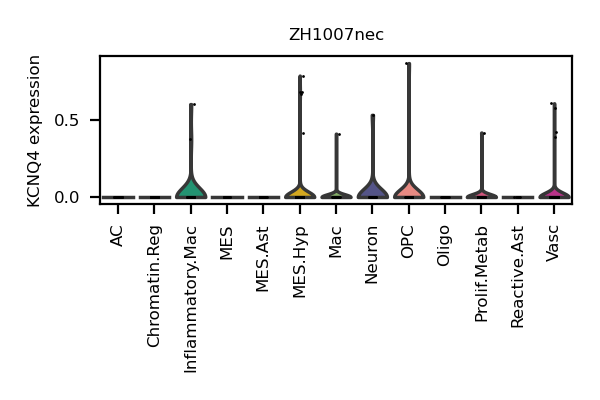 ZH1007nec
KCNQ4 expression
0.5
0.0
AC
Chromatin.Reg
Inflammatory.Mac
MES
MES.Ast
MES.Hyp
Mac
Neuron
OPC
Oligo
Prolif.Metab
Reactive.Ast
Vasc